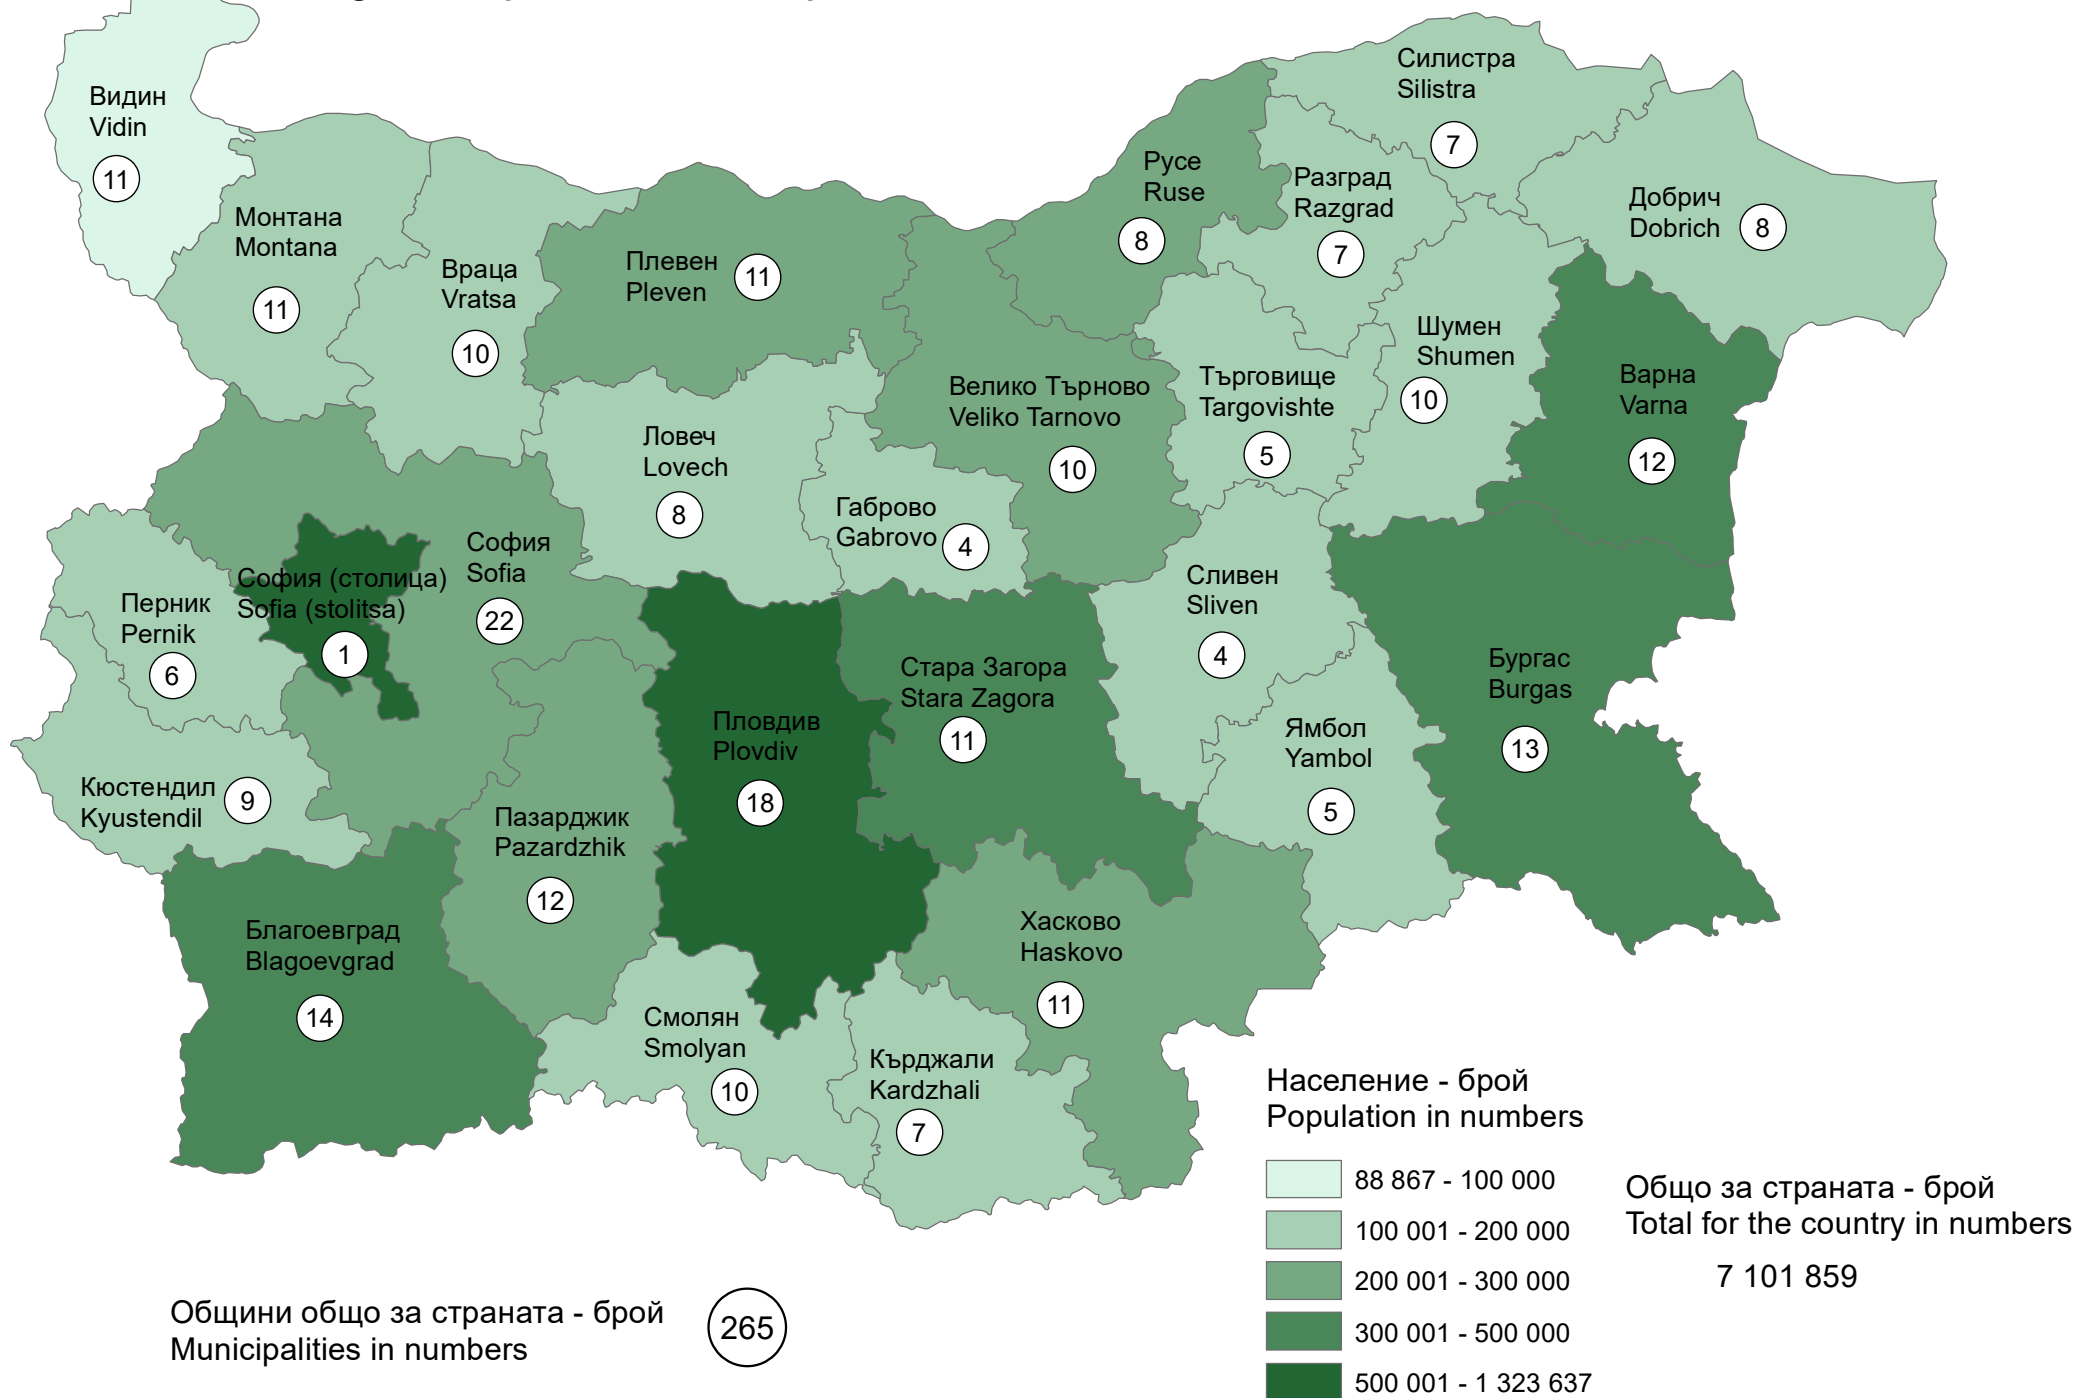 Силистра
Silistra
7
Видин
Vidin
11
Русе
Ruse
8
Разград
Razgrad
7
Добрич
Dobrich
8
Монтана
Montana
11
Враца
Vratsa
10
Плевен
Pleven
11
Шумен
Shumen
10
Варна
Varna
12
Велико Търново
Veliko Tarnovo
10
Търговище
Targovishte
5
Ловеч
Lovech
8
Габрово
Gabrovo
4
София
Sofia
22
София (столица)
Sofia (stolitsa)
1
Перник
Pernik
6
Сливен
Sliven
4
Стара Загора
Stara Zagora
11
Бургас
Burgas
13
Пловдив
Plovdiv
18
Ямбол
Yambol
5
Кюстендил
Kyustendil
9
Пазарджик
Pazardzhik
12
Благоевград
Blagoevgrad
14
Хасково
Haskovo
11
Смолян
Smolyan
10
Кърджали
Kardzhali
7
Население - брой
Population in numbers
88 867 - 100 000
100 001 - 200 000
200 001 - 300 000
300 001 - 500 000
500 001 - 1 323 637
Общо за страната - брой
Total for the country in numbers
7 101 859
Общини общо за страната - брой
Municipalities in numbers
265